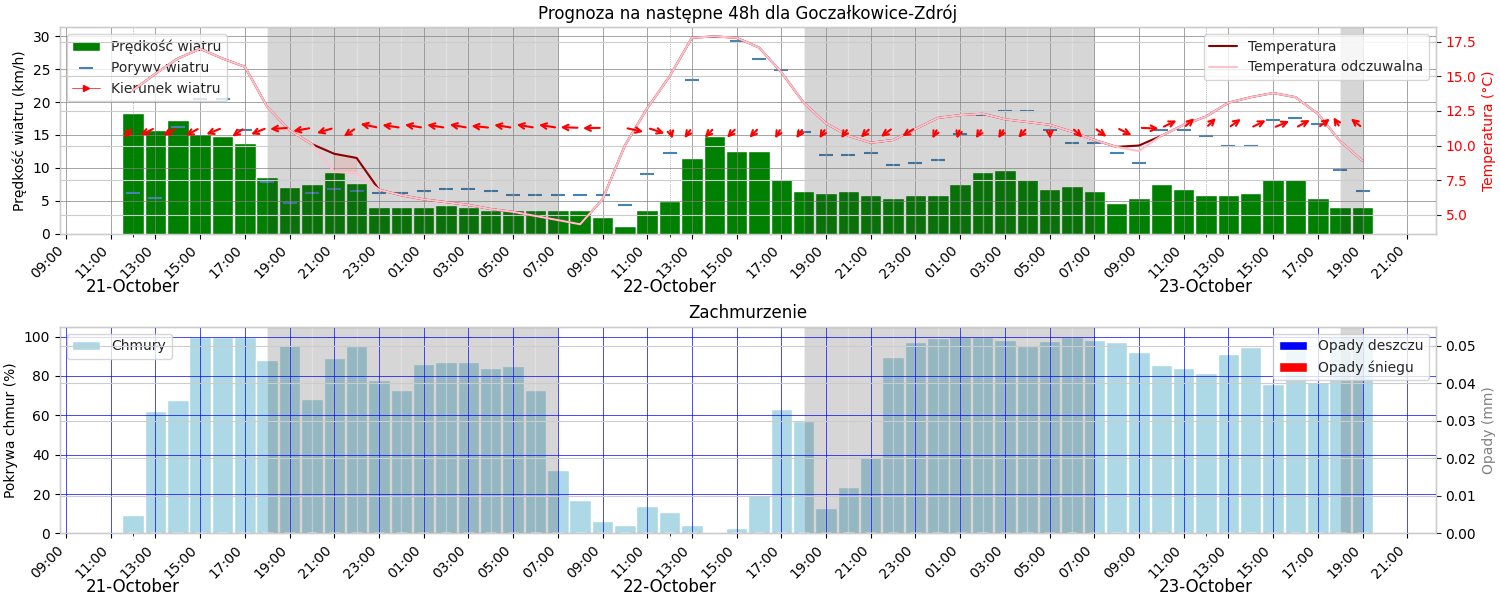 Prognoza na następne 48h dla Goczałkowice-Zdrój
Prędkość wiatru (km/h)
30
25
20
15
10
5
0
Prędkość wiatru
Porywy wiatru
Kierunek wiatru
Temperatura
Temperatura odczuwalna
17.5
15.0
12.5
10.0
7.5
5.0
Temperatura (°C)
09:00 11:00 13:00 15:00 17:00 19:00 21:00 23:00 01:00 03:00 05:00 07:00 09:00 11:00 13:00 15:00 17:00 19:00 21:00 23:00 01:00 03:00 05:00 07:00 09:00 11:00 13:00 15:00 17:00 19:00 21:00
21-October 22-October 23-October
Zachmurzenie
Pokrywa chmur (%)
100
80
60
40
20
0
Chmury
Opady deszczu
Opady śniegu
0.05
0.04
0.03
0.02
0.01
0.00
Opady (mm)
09:00 11:00 13:00 15:00 17:00 19:00 21:00 23:00 01:00 03:00 05:00 07:00 09:00 11:00 13:00 15:00 17:00 19:00 21:00 23:00 01:00 03:00 05:00 07:00 09:00 11:00 13:00 15:00 17:00 19:00 21:00
21-October 22-October 23-October